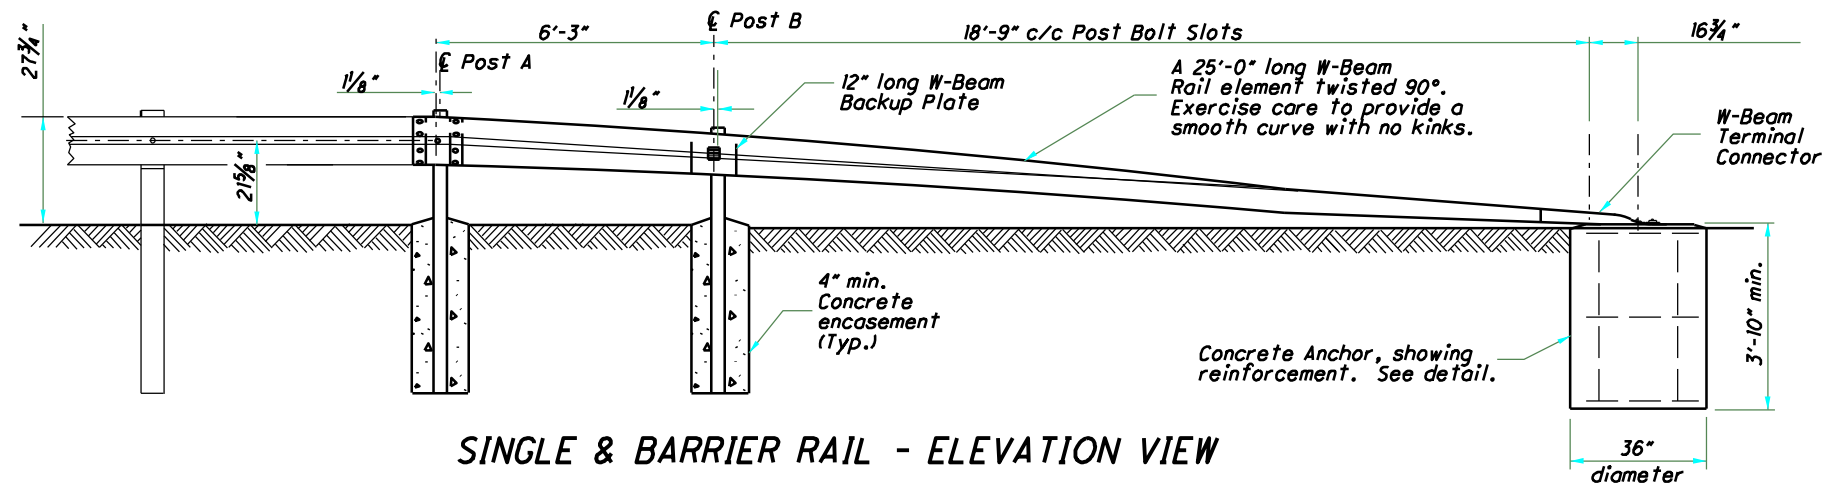 ℄ Post B
6'-3"
18'-9" c/c Post Bolt Slots
16¾"
27¾"
℄ Post A
1⅛"
1⅛"
12" long W-Beam
Backup Plate
A 25'-0" long W-Beam
Rail element twisted 90°.
Exercise care to provide a
smooth curve with no kinks.
W-Beam
Terminal
Connector
21⅝"
4" min.
Concrete
encasement
(Typ.)
Concrete Anchor, showing
reinforcement. See detail.
3'-10" min.
36"
diameter
SINGLE & BARRIER RAIL - ELEVATION VIEW